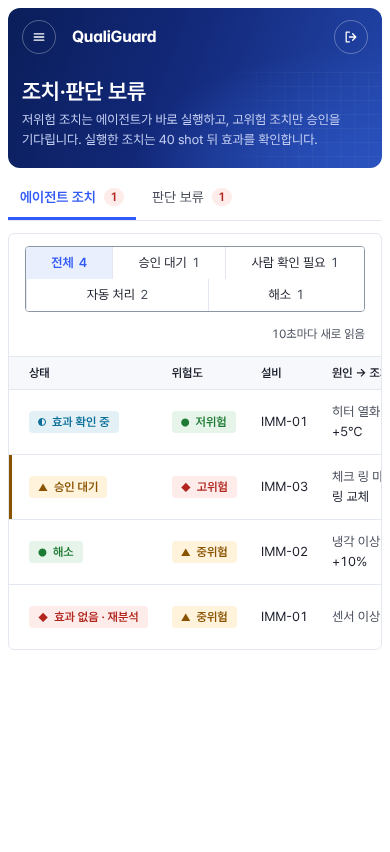 QualiGuard
조치·판단 보류
저위험 조치는 에이전트가 바로 실행하고, 고위험 조치만 승인을
기다립니다. 실행한 조치는 40 shot 뒤 효과를 확인합니다.
에이전트 조치 1 판단 보류 1
전체 4 승인 대기 1 사람 확인 필요 1
자동 처리 2 해소 1
10초마다 새로 읽음
상태 위험도 설비 원인 →
효과 확인 중 저위험 IMM-01 히터 열화
+5°C
승인 대기 고위험 IMM-03 체크 링
링 교체
해소 중위험 IMM-02 냉각 이상
+10%
효과 없음 · 재분석 중위험 IMM-01 센서 이상